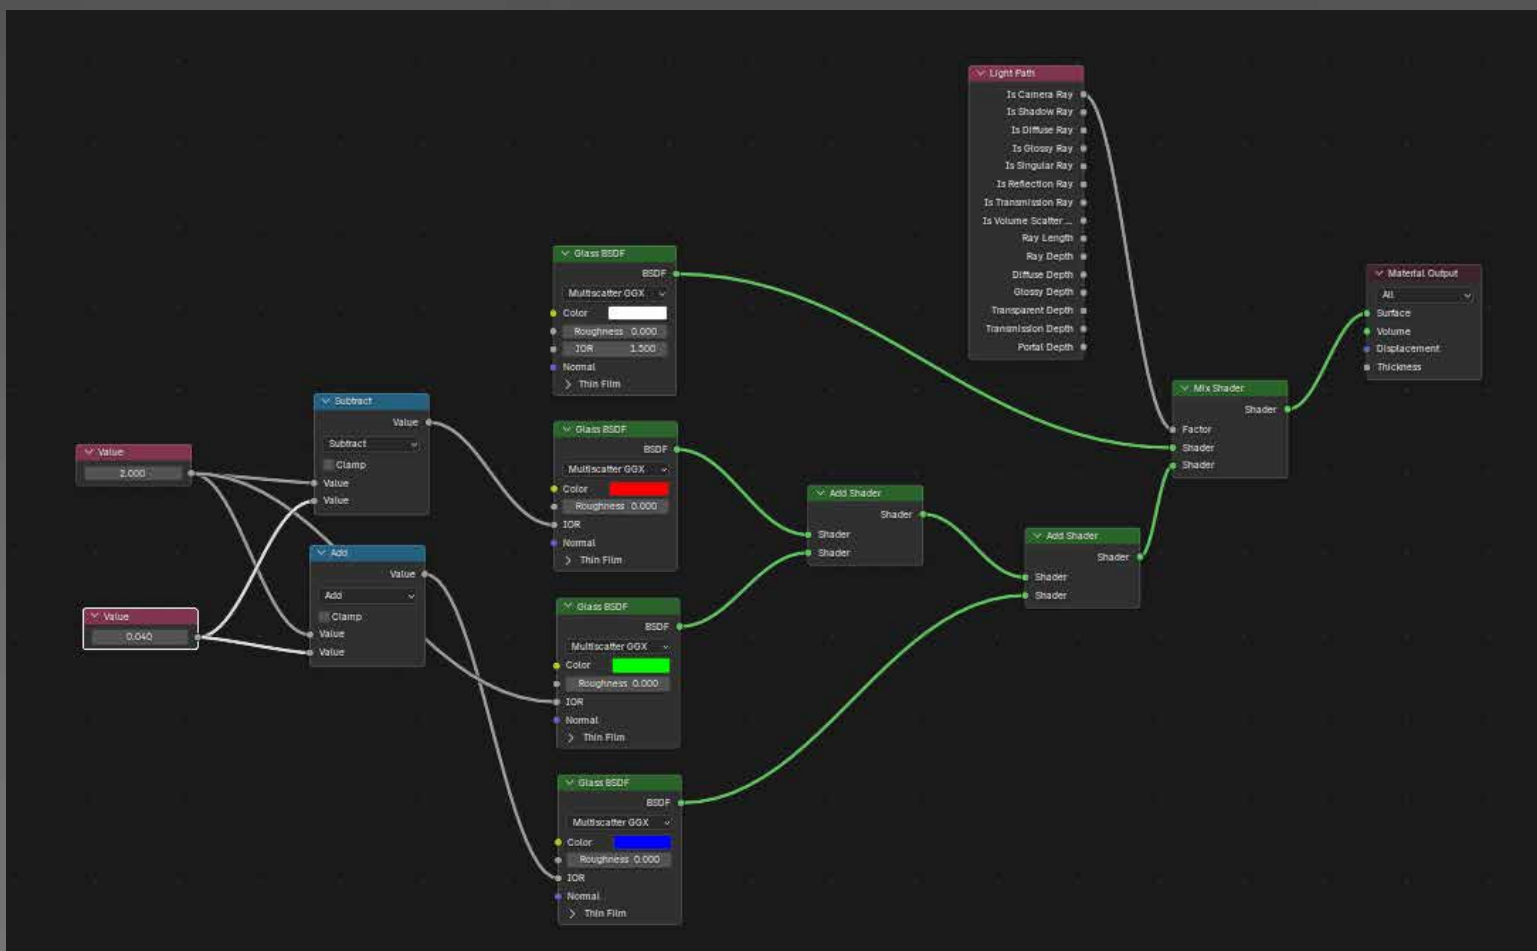 Light Path
Is Camera Ray
Is Shadow Ray
Is Diffuse Ray
Is Glossy Ray
Is Singular Ray
Is Reflection Ray
Is Transmission Ray
Is Volume Scatter ...
Ray Length
Ray Depth
Diffuse Depth
Glossy Depth
Transparent Depth
Transmission Depth
Portal Depth
Material Output
All
Surface
Volume
Displacement
Thickness
Mix Shader
Shader
Factor
Shader
Shader
Glass BSDF
BSDF
Multiscatter GGX
Color
Roughness 0.000
IOR 1.500
Normal
Thin Film
Subtract
Value
Subtract
Clamp
Value
Value
Value
2.000
Glass BSDF
BSDF
Multiscatter GGX
Color
Roughness 0.000
IOR
Normal
Thin Film
Add Shader
Shader
Shader
Shader
Add Shader
Shader
Shader
Shader
Add
Value
Add
Clamp
Value
Value
Value
0.040
Glass BSDF
BSDF
Multiscatter GGX
Color
Roughness 0.000
IOR
Normal
Thin Film
Glass BSDF
BSDF
Multiscatter GGX
Color
Roughness 0.000
IOR
Normal
Thin Film